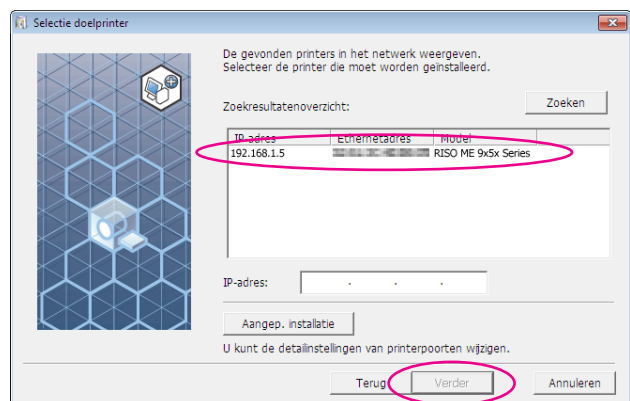 Selectie doelprinter
De gevonden printers in het netwerk weergeven.
Selecteer de printer die moet worden geïnstalleerd.
Zoekresultatenoverzicht:
Zoeken
IP-adres Ethernetadres Model
192.168.1.5 RISO ME 9x5x Series
IP-adres: . . .
Aangep. installatie
U kunt de detailinstellingen van printerpoorten wijzigen.
Terug Verder Annuleren